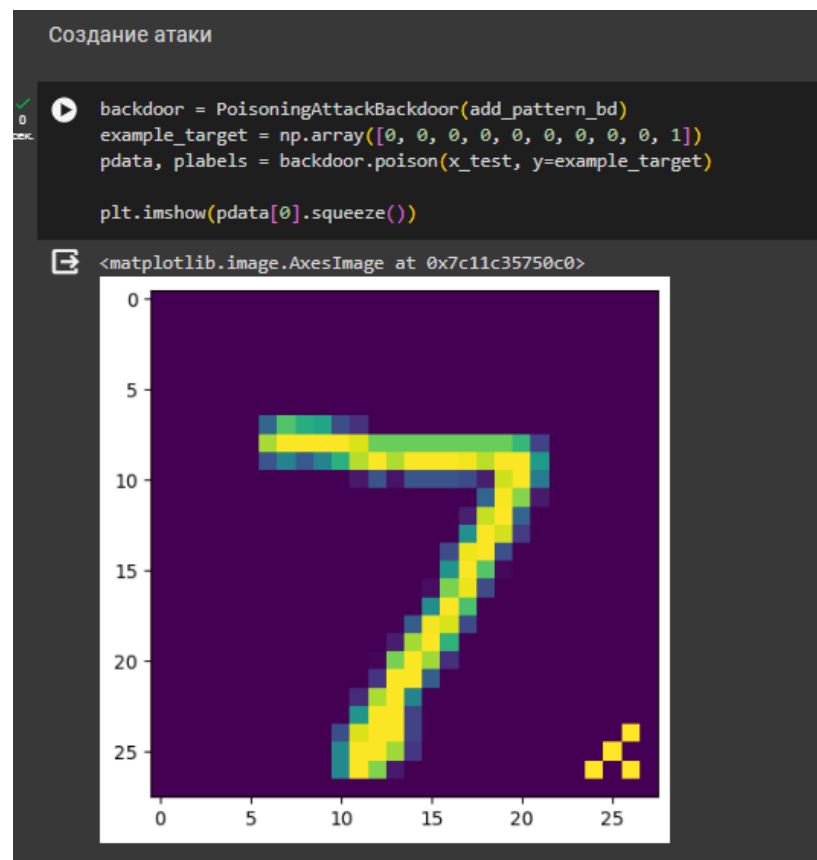 Создание атаки
0
сек.
backdoor = PoisoningAttackBackdoor(add_pattern_bd)
example_target = np.array([0, 0, 0, 0, 0, 0, 0, 0, 0, 1])
pdata, plabels = backdoor.poison(x_test, y=example_target)
plt.imshow(pdata[0].squeeze())
<matplotlib.image.AxesImage at 0x7c11c35750c0>
0
5
10
15
20
25
0 5 10 15 20 25